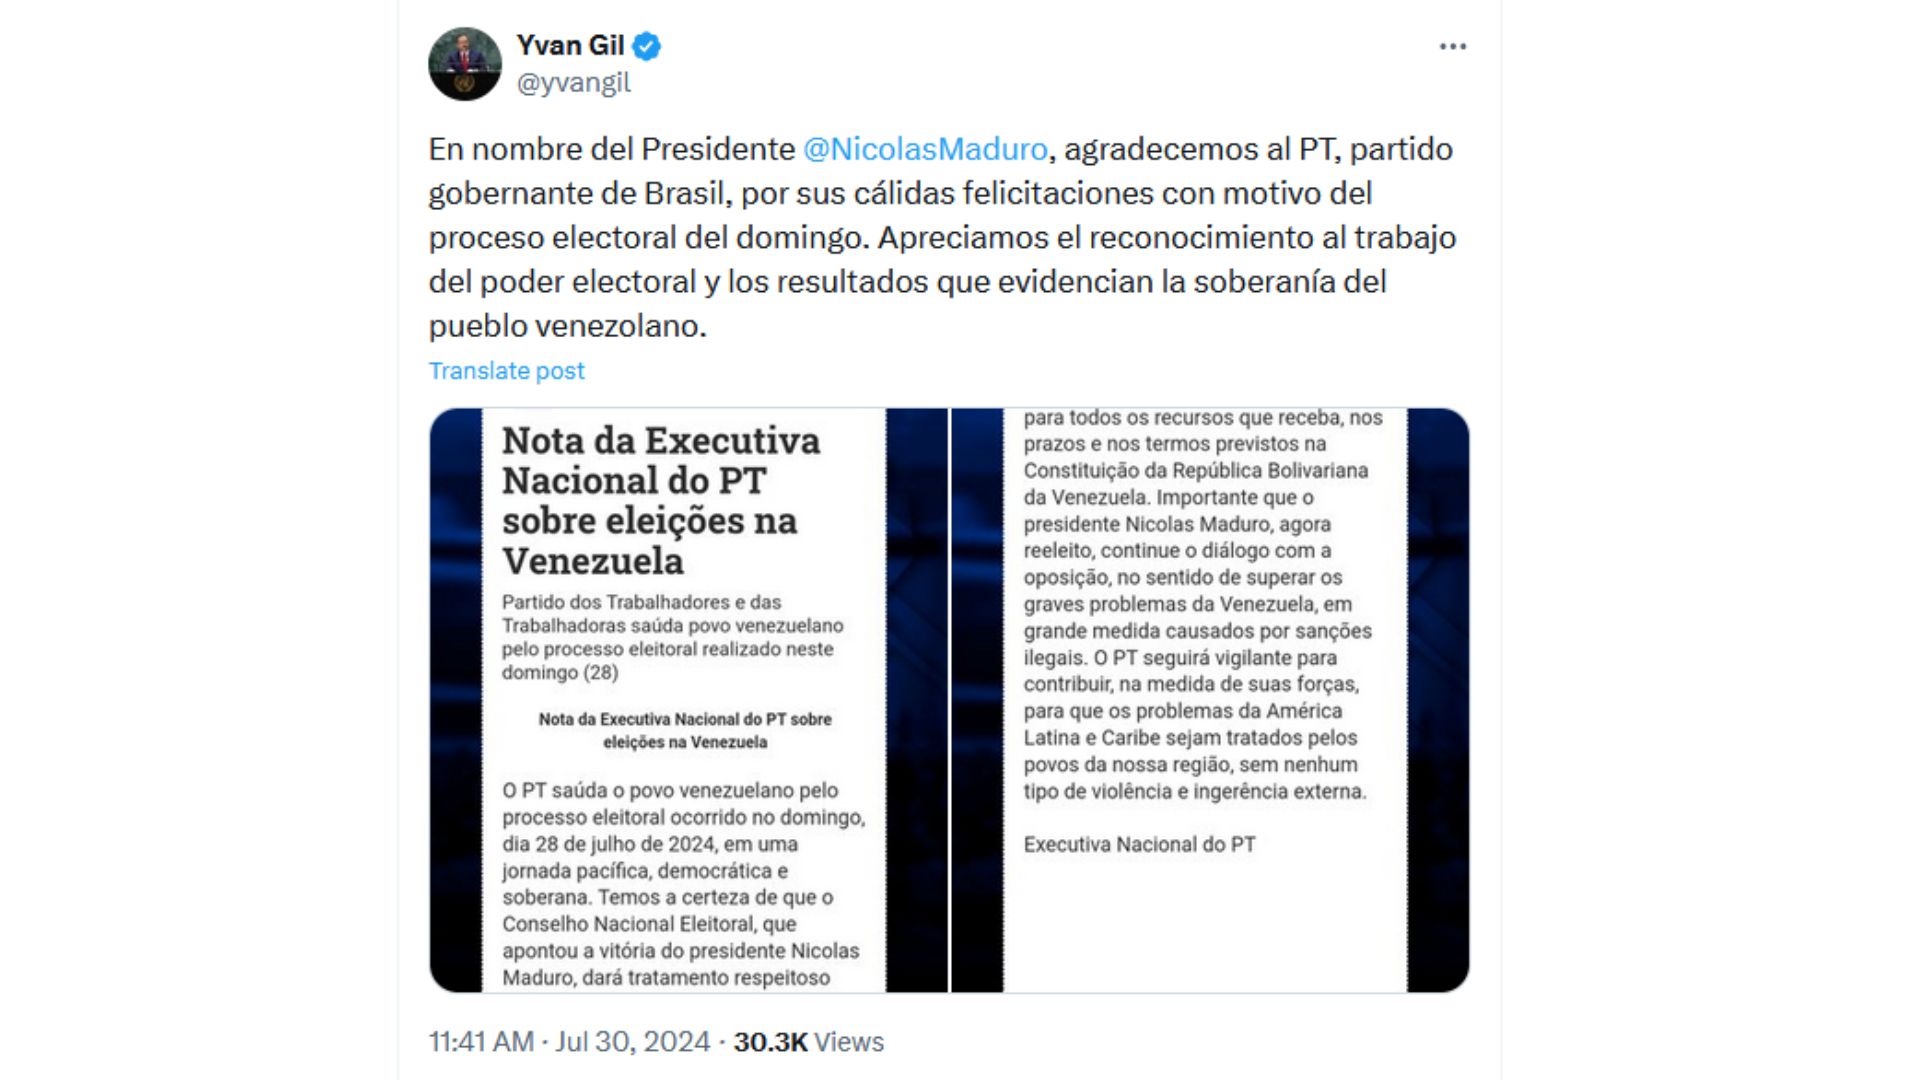 Yvan Gil
@yvangil
En nombre del Presidente @NicolasMaduro, agradecemos al PT, partido
gobernante de Brasil, por sus cálidas felicitaciones con motivo del
proceso electoral del domingo. Apreciamos el reconocimiento al trabajo
del poder electoral y los resultados que evidencian la soberanía del
pueblo venezolano.
Translate post
Nota da Executiva
Nacional do PT
sobre eleições na
Venezuela
Partido dos Trabalhadores e das
Trabalhadoras saúda povo venezuelano
pelo processo eleitoral realizado neste
domingo (28)
Nota da Executiva Nacional do PT sobre
eleições na Venezuela
O PT saúda o povo venezuelano pelo
processo eleitoral ocorrido no domingo,
dia 28 de julho de 2024, em uma
jornada pacífica, democrática e
soberana. Temos a certeza de que o
Conselho Nacional Eleitoral, que
apontou a vitória do presidente Nicolas
Maduro, dará tratamento respeitoso
para todos os recursos que receba, nos
prazos e nos termos previstos na
Constituição da República Bolivariana
da Venezuela. Importante que o
presidente Nicolas Maduro, agora
reeleito, continue o diálogo com a
oposição, no sentido de superar os
graves problemas da Venezuela, em
grande medida causados por sanções
ilegais. O PT seguirá vigilante para
contribuir, na medida de suas forças,
para que os problemas da América
Latina e Caribe sejam tratados pelos
povos da nossa região, sem nenhum
tipo de violência e ingerência externa.
Executiva Nacional do PT
11:41 AM · Jul 30, 2024 · 30.3K Views